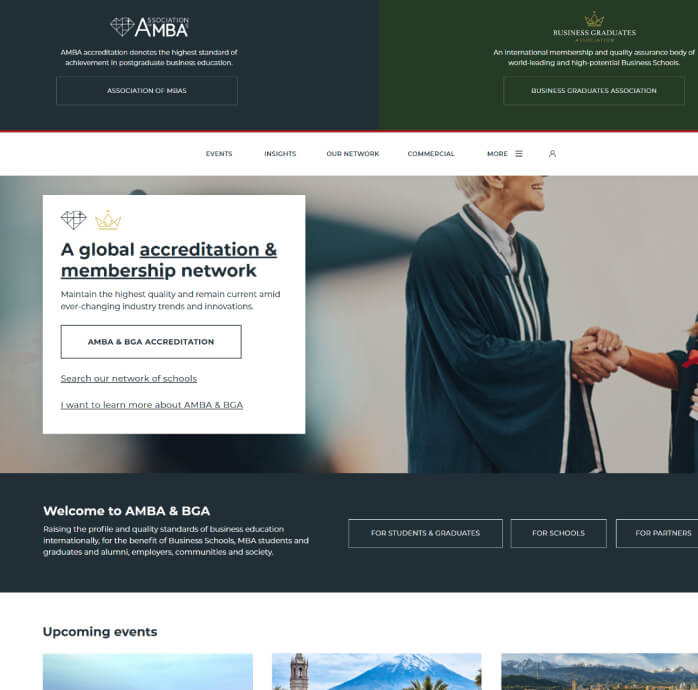 ASSOCIATION
AMBA
AMBA accreditation denotes the highest standard of
achievement in postgraduate business education.
ASSOCIATION OF MBAS
BUSINESS GRADUATES
ASSOCIATION
An international membership and quality assurance body of
world-leading and high-potential Business Schools.
BUSINESS GRADUATES ASSOCIATION
EVENTS
INSIGHTS
OUR NETWORK
COMMERCIAL
MORE
A global accreditation &
membership network
Maintain the highest quality and remain current amid
ever-changing industry trends and innovations.
AMBA & BGA ACCREDITATION
Search our network of schools
I want to learn more about AMBA & BGA
Welcome to AMBA & BGA
Raising the profile and quality standards of business education
internationally, for the benefit of Business Schools, MBA students and
graduates and alumni, employers, communities and society.
FOR STUDENTS & GRADUATES
FOR SCHOOLS
FOR PARTNERS
Upcoming events